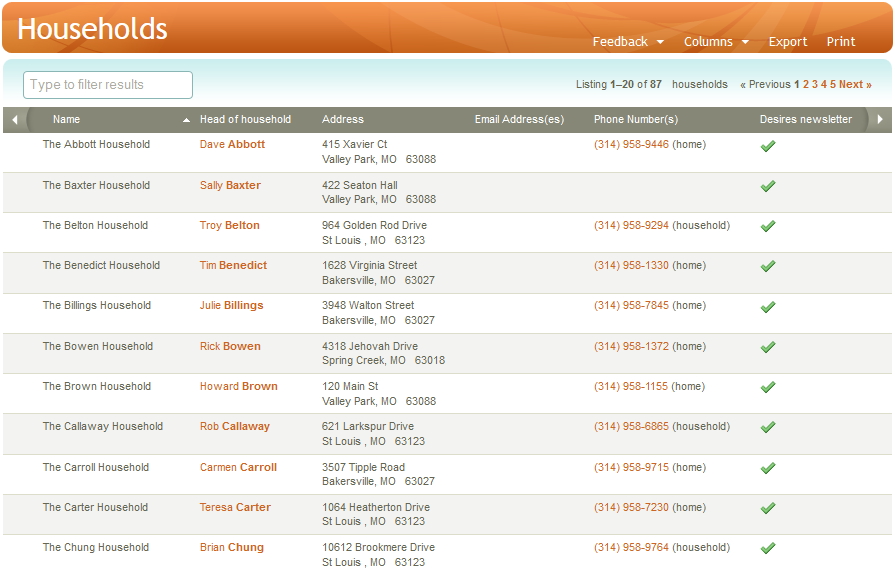 Households
Feedback Columns Export Print
Type to filter results
Listing 1–20 of 87 households « Previous 1 2 3 4 5 Next »
Name Head of household Address Email Address(es) Phone Number(s) Desires newsletter
The Abbott Household Dave Abbott 415 Xavier Ct (314) 958-9446 (home)
Valley Park, MO 63088
The Baxter Household Sally Baxter 422 Seaton Hall
Valley Park, MO 63088
The Belton Household Troy Belton 964 Golden Rod Drive (314) 958-9294 (household)
St Louis , MO 63123
The Benedict Household Tim Benedict 1628 Virginia Street (314) 958-1330 (home)
Bakersville, MO 63027
The Billings Household Julie Billings 3948 Walton Street (314) 958-7845 (home)
Bakersville, MO 63027
The Bowen Household Rick Bowen 4318 Jehovah Drive (314) 958-1372 (home)
Spring Creek, MO 63018
The Brown Household Howard Brown 120 Main St (314) 958-1155 (home)
Valley Park, MO 63088
The Callaway Household Rob Callaway 621 Larkspur Drive (314) 958-6865 (household)
St Louis , MO 63123
The Carroll Household Carmen Carroll 3507 Tipple Road (314) 958-9715 (home)
Bakersville, MO 63027
The Carter Household Teresa Carter 1064 Heatherton Drive (314) 958-7230 (home)
St Louis , MO 63123
The Chung Household Brian Chung 10612 Brookmere Drive (314) 958-9764 (household)
St Louis , MO 63123